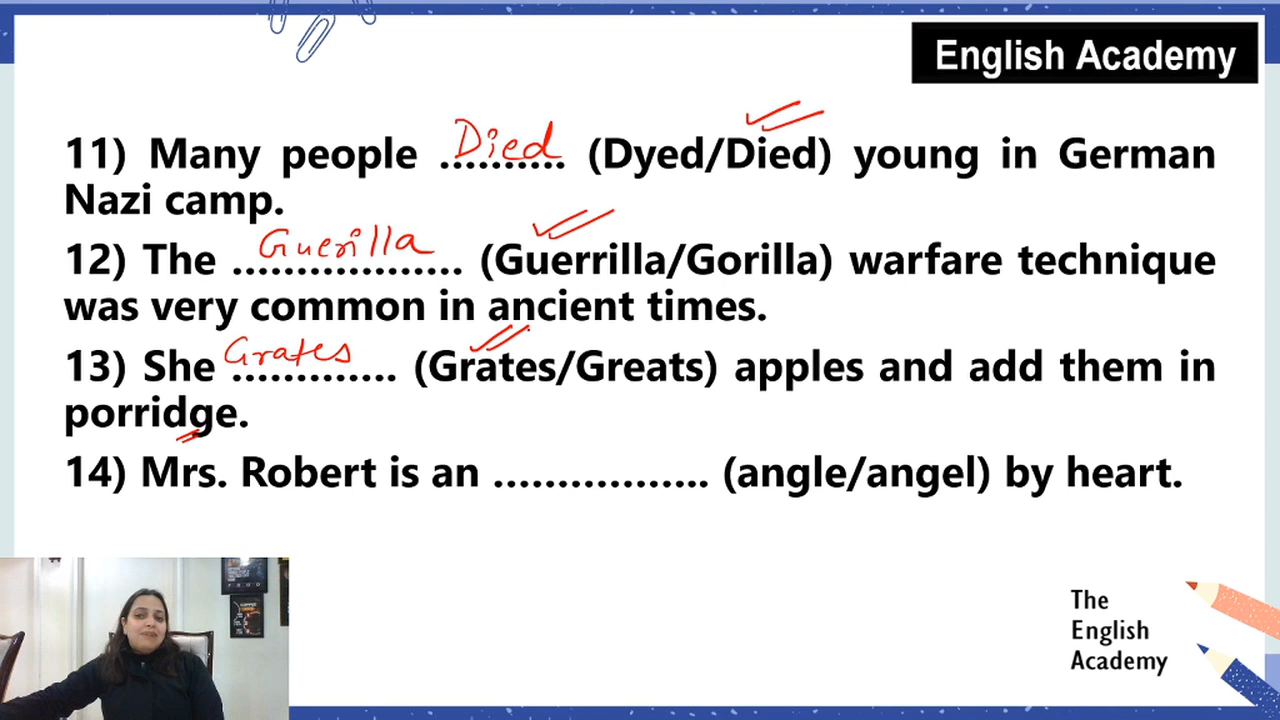 English Academy
Died
11) Many people .......... (Dyed/Died) young in German
Nazi camp.
Guerilla
12) The .................. (Guerrilla/Gorilla) warfare technique
was very common in ancient times.
Grates
13) She ............. (Grates/Greats) apples and add them in
porridge.
14) Mrs. Robert is an ................. (angle/angel) by heart.
The
English
Academy